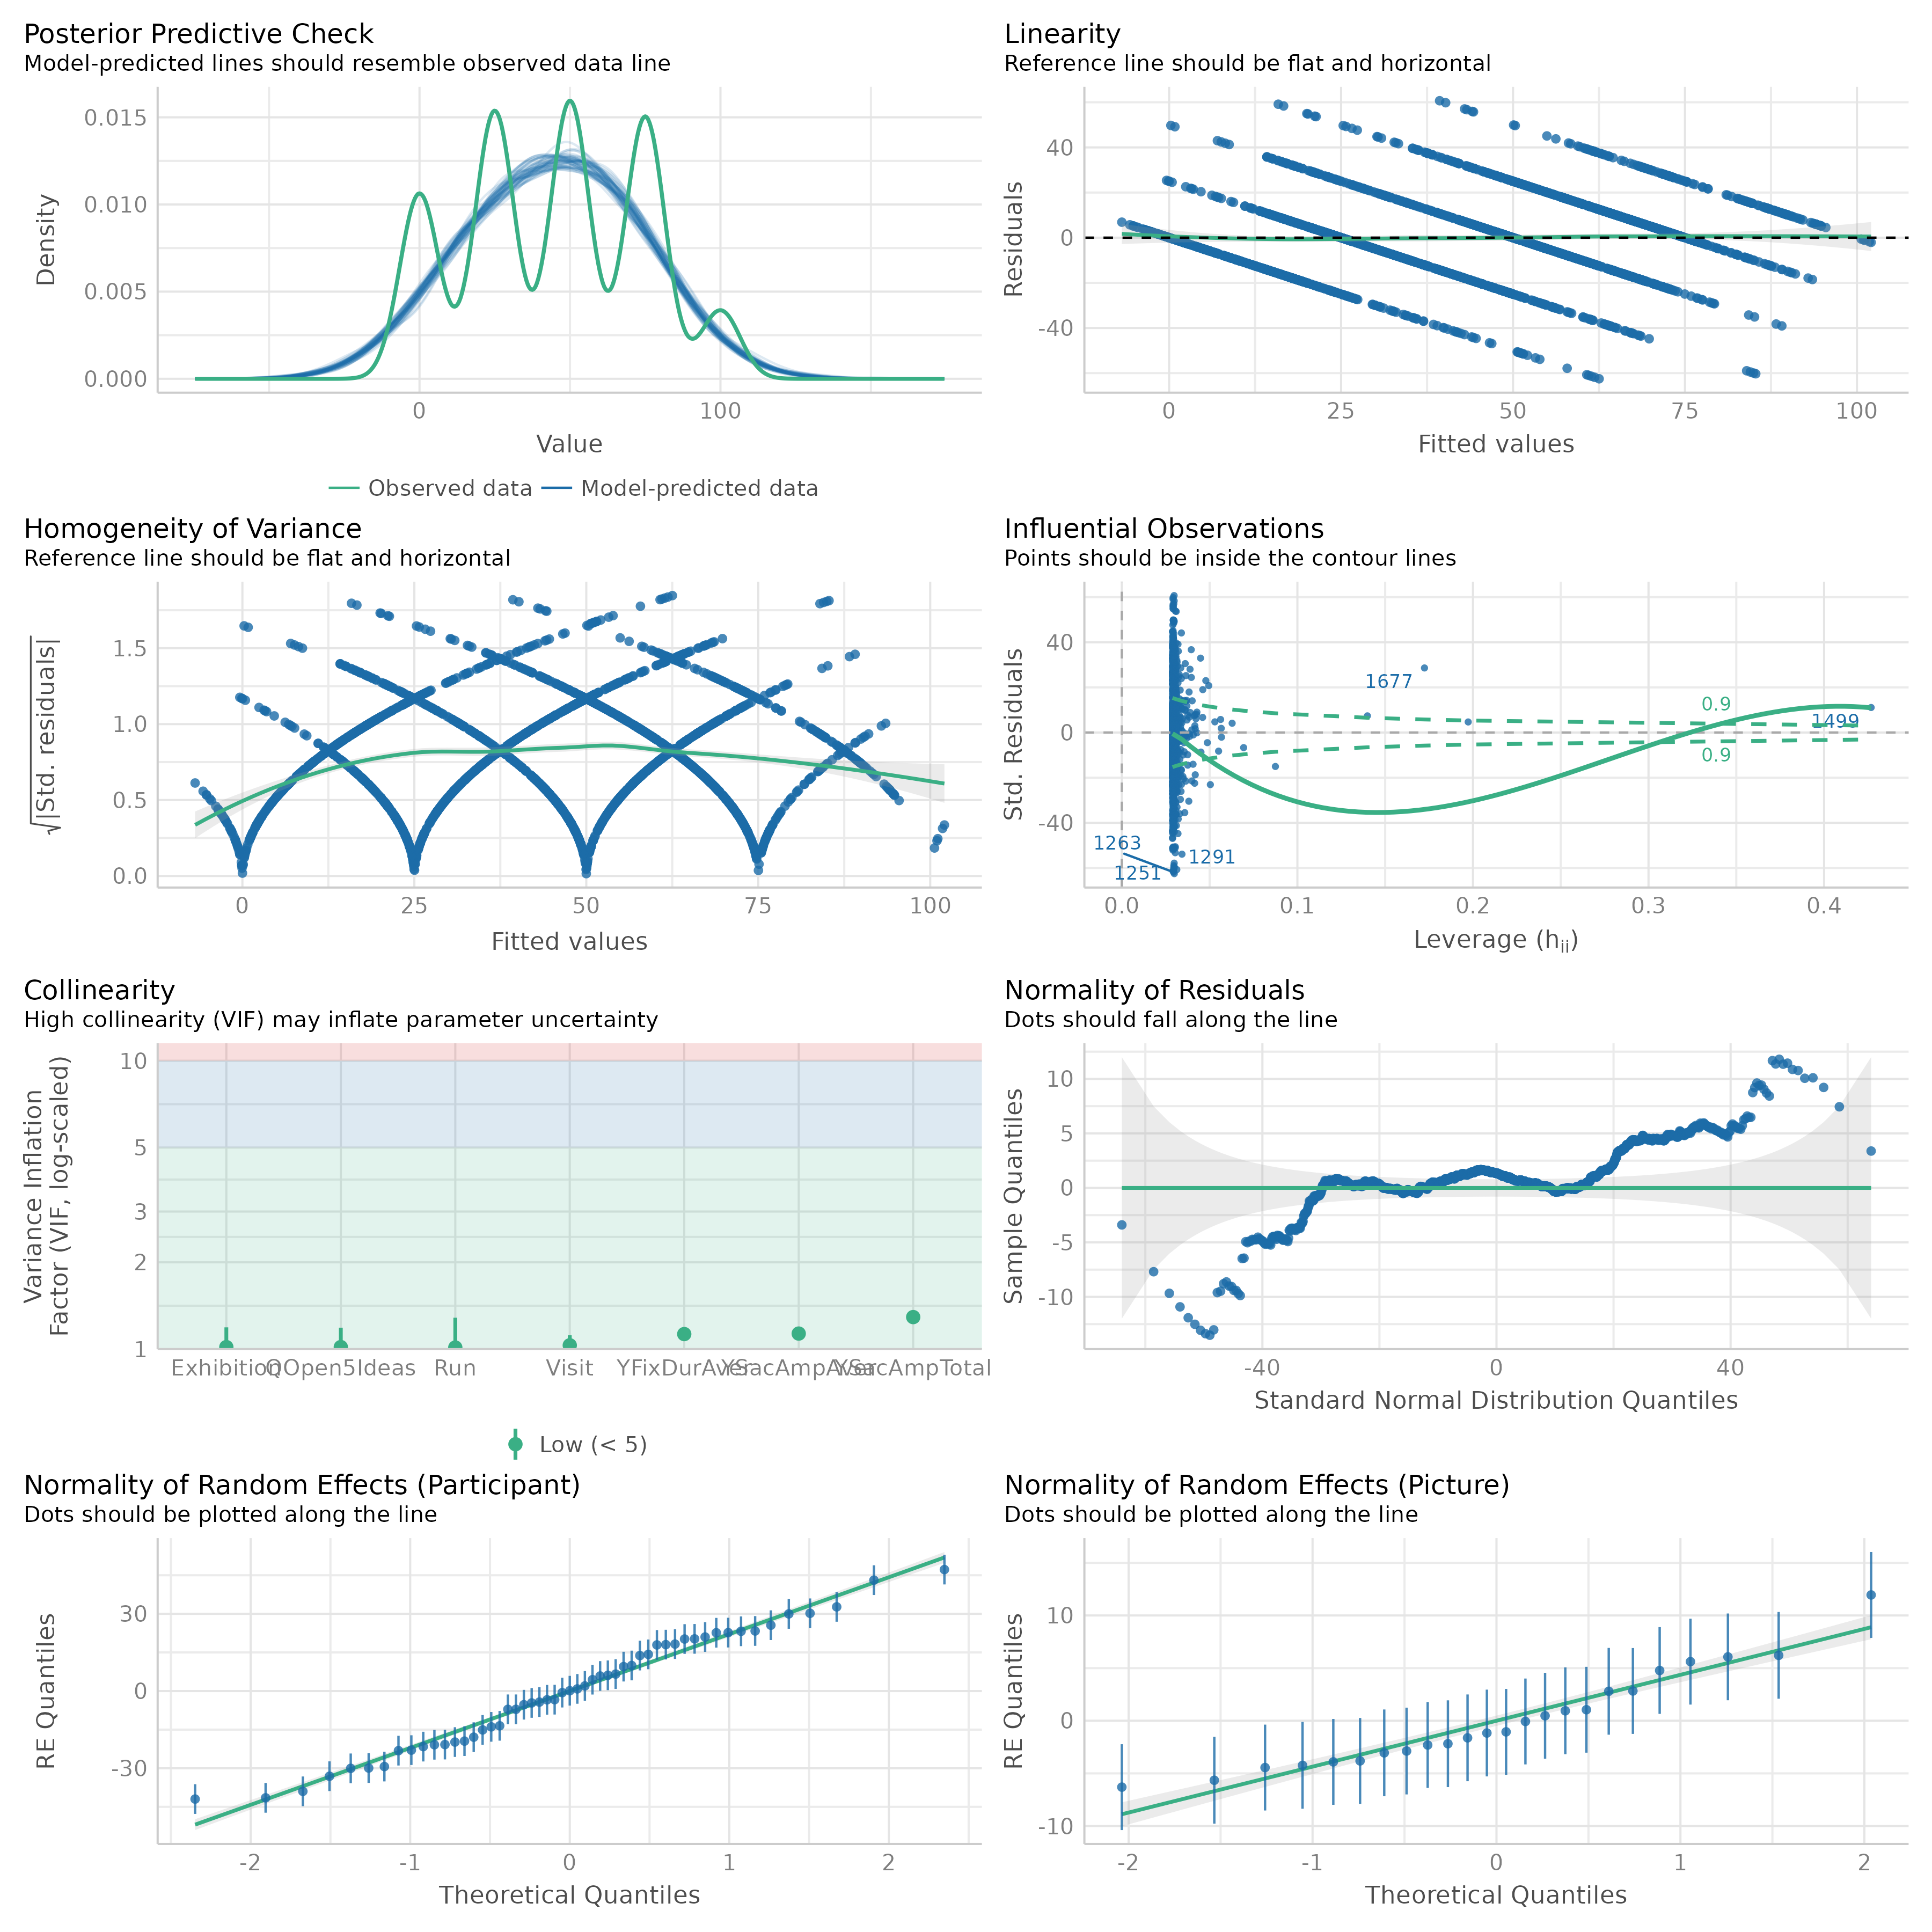 Posterior Predictive Check
Model-predicted lines should resemble observed data line
Density
0.015
0.010
0.005
0.000
0
100
Value
Observed data
Model-predicted data
Linearity
Reference line should be flat and horizontal
Residuals
40
0
-40
0
25
50
75
100
Fitted values
Homogeneity of Variance
Reference line should be flat and horizontal
√|Std. residuals|
1.5
1.0
0.5
0.0
0
25
50
75
100
Fitted values
Influential Observations
Points should be inside the contour lines
Std. Residuals
40
0
-40
1677
0.9
1499
0.9
1263
1291
1251
0.0
0.1
0.2
0.3
0.4
Leverage (hii)
Collinearity
High collinearity (VIF) may inflate parameter uncertainty
Variance Inflation
Factor (VIF, log-scaled)
10
5
3
2
1
Exhibition
QOpen5Ideas
Run
Visit
YSacAmpTotal
Low (< 5)
Normality of Residuals
Dots should fall along the line
Sample Quantiles
10
5
0
-5
-10
-40
0
40
Standard Normal Distribution Quantiles
Normality of Random Effects (Participant)
Dots should be plotted along the line
RE Quantiles
30
0
-30
-2
-1
0
1
2
Theoretical Quantiles
Normality of Random Effects (Picture)
Dots should be plotted along the line
RE Quantiles
10
0
-10
-2
-1
0
1
2
Theoretical Quantiles